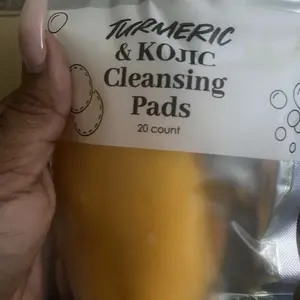 TURMERIC
& KOJIC
Cleansing
Pads
20 count